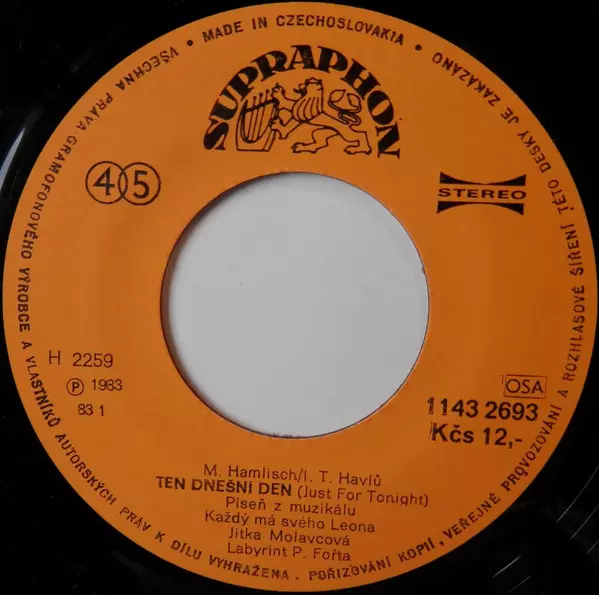 VŠECHNA PRÁVA GRAMOFONOVÉHO VÝROBCE A VLASTNÍKŮ AUTORSKÝCH PRÁV K DÍLU VYHRAŽENA. POŘIZOVÁNÍ KOPIÍ, VEŘEJNÉ PROVOZOVÁNÍ A ROZHLASOVÉ ŠÍŘENÍ TÉTO DESKY JE ZAKÁZÁNO • MADE IN CZECHOSLOVAKIA •
SUPRAPHON
45
STEREO
H 2259
Ⓟ 1983
83 1
OSA
1143 2693
Kčs 12,-
M. Hamlisch/I. T. Havlů
TEN DNEŠNÍ DEN (Just For Tonight)
Píseň z muzikálu
Každý má svého Leona
Jitka Molavcová
Labyrint P. Fořta